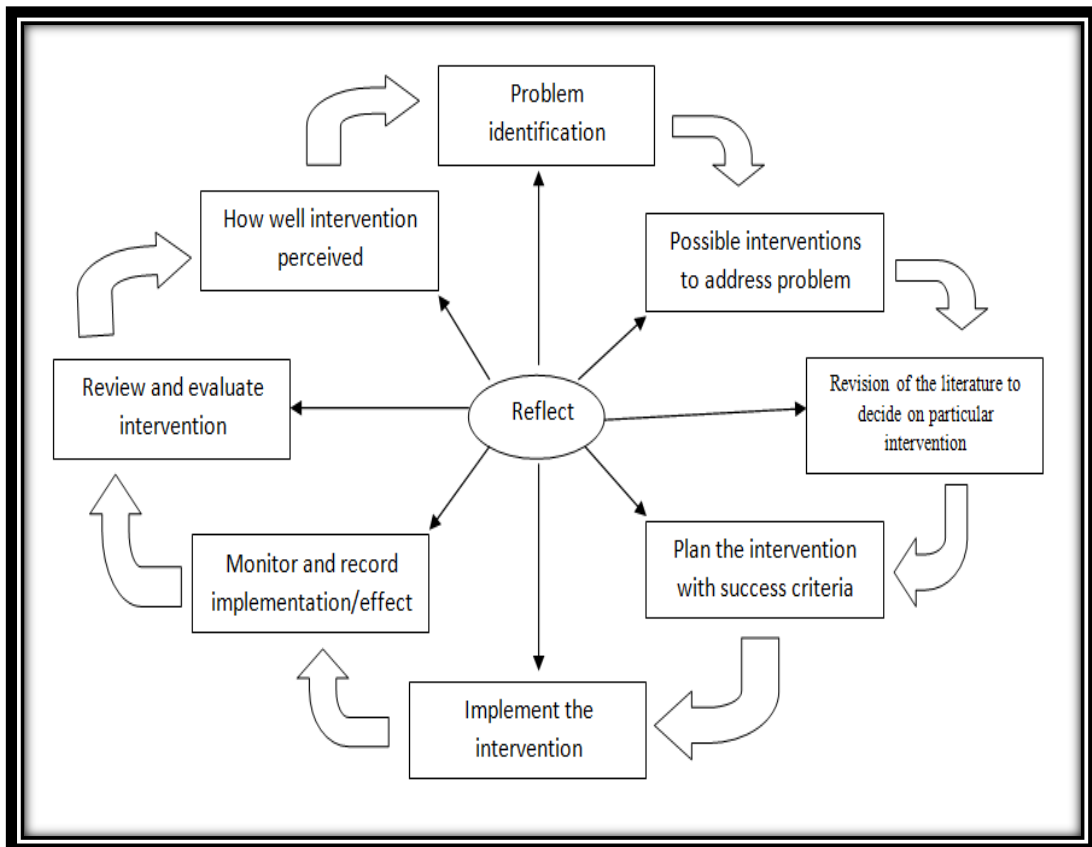 Problem
identification
How well intervention
perceived
Possible interventions
to address problem
Review and evaluate
intervention
Reflect
Revision of the literature to
decide on particular
intervention
Monitor and record
implementation/effect
Plan the intervention
with success criteria
Implement the
intervention